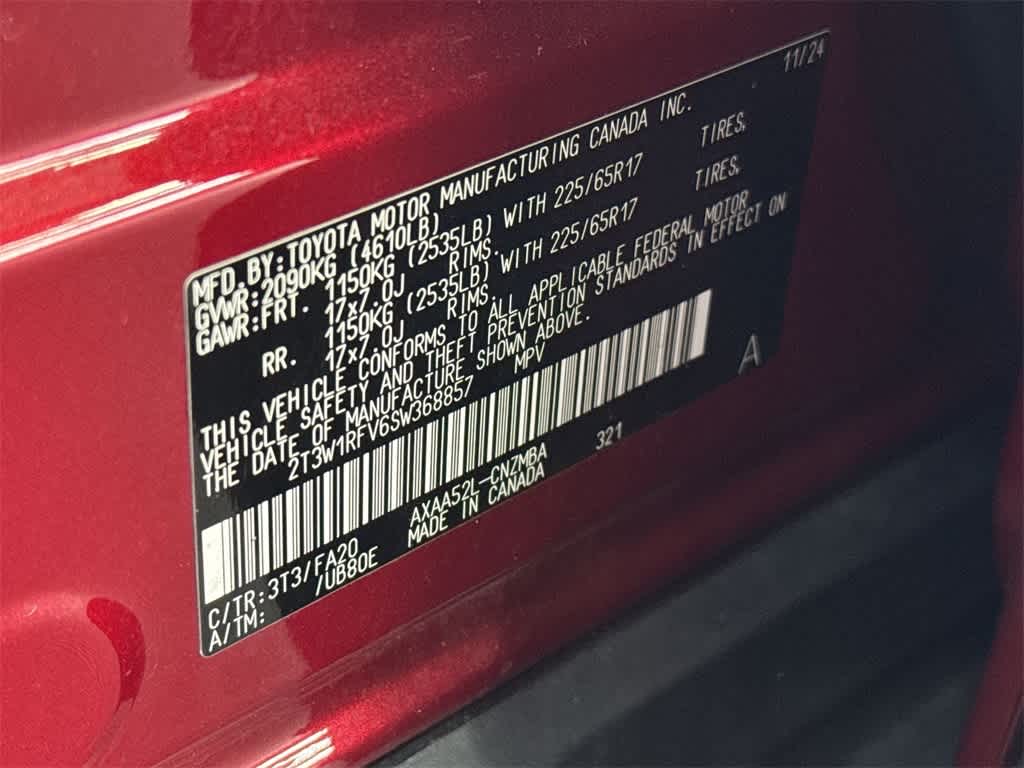 11/24
MFD.BY:TOYOTA MOTOR MANUFACTURING CANADA INC.
GVWR:2090KG (4610LB)
GAWR:FRT. 1150KG (2535LB) WITH 225/65R17 TIRES,
17x7.0J RIMS.
RR. 1150KG (2535LB) WITH 225/65R17 TIRES,
17x7.0J RIMS.
THIS VEHICLE CONFORMS TO ALL APPLICABLE FEDERAL MOTOR
VEHICLE SAFETY AND THEFT PREVENTION STANDARDS IN EFFECT ON
THE DATE OF MANUFACTURE SHOWN ABOVE.
2T3W1RFV6SW368857 MPV
A
AXAA52L-CNZMBA 321
MADE IN CANADA
C/TR:3T3/FA20
A/TM: /UB80E